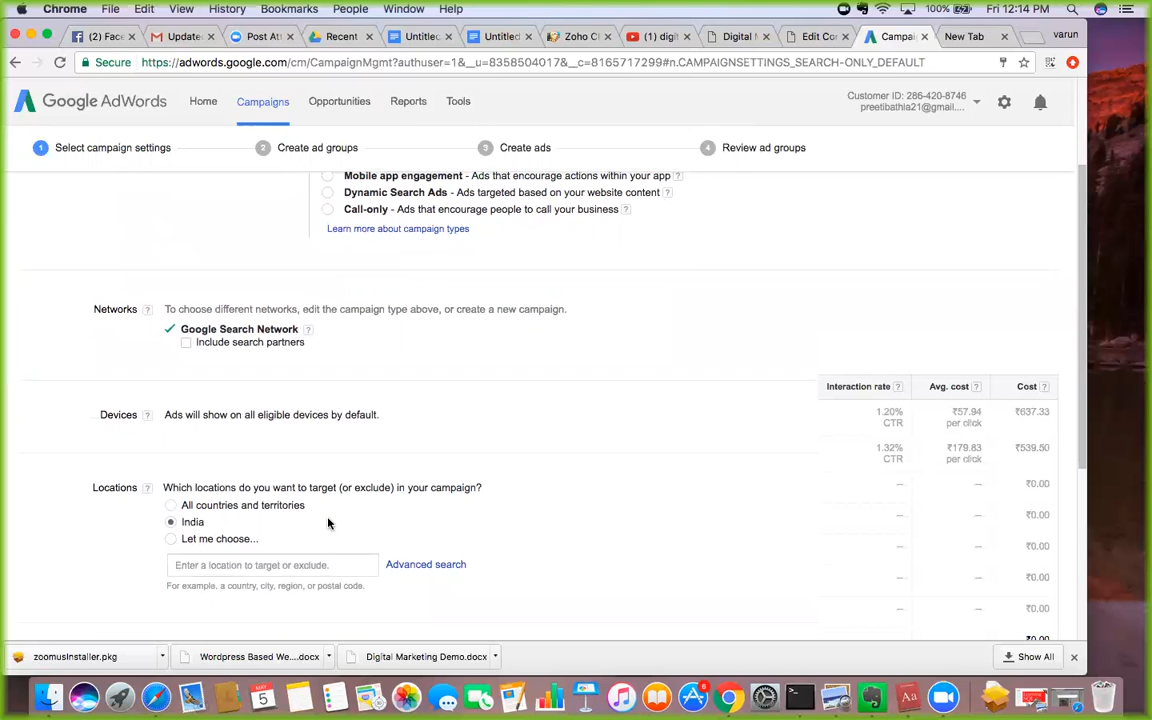 Chrome File Edit View History Bookmarks People Window Help 100% Fri 12:14 PM
(2) Face Update Post Att Recent Untitle Untitle Zoho C (1) digit Digital M Edit Co Campai New Tab varun
Secure https://adwords.google.com/cm/CampaignMgmt?authuser=1&__u=8358504017&__c=8165717299#n.CAMPAIGNSETTINGS_SEARCH-ONLY_DEFAULT
Google AdWords Home Campaigns Opportunities Reports Tools
Customer ID: 286-420-8746
preetibathla21@gmail....
1 Select campaign settings 2 Create ad groups 3 Create ads 4 Review ad groups
Mobile app engagement - Ads that encourage actions within your app ?
Dynamic Search Ads - Ads targeted based on your website content ?
Call-only - Ads that encourage people to call your business ?
Learn more about campaign types
Networks ? To choose different networks, edit the campaign type above, or create a new campaign.
Google Search Network ?
Include search partners
Interaction rate ? Avg. cost ? Cost ?
1.20% CTR ₹57.94 per click ₹637.33
Devices ? Ads will show on all eligible devices by default.
1.32% CTR ₹179.83 per click ₹539.50
Locations ? Which locations do you want to target (or exclude) in your campaign?
– – ₹0.00
All countries and territories
– – ₹0.00
India
Let me choose...
– – ₹0.00
Enter a location to target or exclude. Advanced search
– – ₹0.00
For example, a country, city, region, or postal code.
– – ₹0.00
₹0.00
zoomusInstaller.pkg Wordpress Based We....docx Digital Marketing Demo.docx Show All
MAY
5
6
Aa